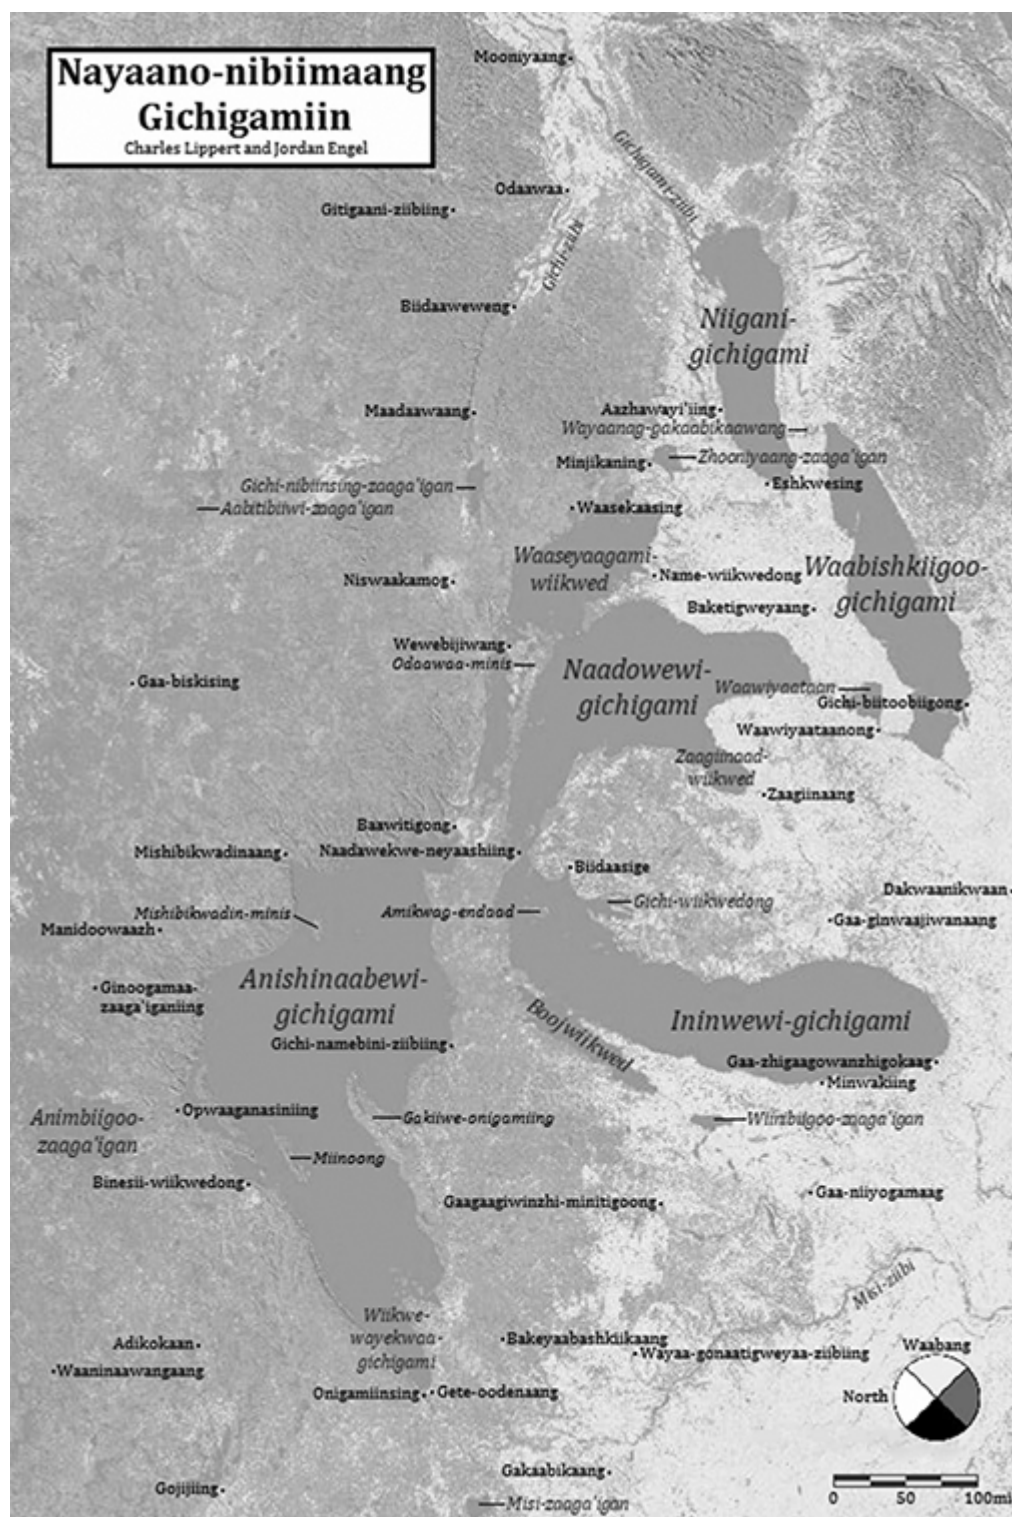 Nayaano-nibiimaang
Gichigamiin
Charles Lippert and Jordan Engel
Mooniyaang
Gichigami-ziibi
Odaawaa
Gitigaani-ziibiing
Gichi-ziibi
Biidaaweweng
Niigani-
gichigami
Maadaawaang
Aazhawayi'iing
Wayaanag-gakaabikaawang
Minjikaning
Zhooniyaang-zaaga'igan
Gichi-nibiinsing-zaaga'igan
Eshkwesing
Aabitibiiwi-zaaga'igan
Waasekaasing
Waaseyaagami-
wiikwed
Niswaakamog
Name-wiikwedong
Waabishkiigoo-
gichigami
Baketigweyaang
Wewebijiwang
Odaawaa-minis
Naadowewi-
gichigami
Gaa-biskising
Waawiyaataan
Gichi-biitoobiigong
Waawiyaataanong
Zaagiinaad-
wiikwed
Zaagiinaang
Baawitigong
Mishibikwadinaang
Naadawekwe-neyaashiing
Biidaasige
Dakwaanikwaan
Mishibikwadin-minis
Amikwag-endaad
Gichi-wiikwedong
Gaa-ginwaajiwanaang
Manidoowaazh
Anishinaabewi-
gichigami
Ginoogamaa-
zaaga'iganiing
Boojwiikwed
Ininwewi-gichigami
Gichi-namebini-ziibiing
Gaa-zhigaagowanzhigokaag
Minwakiing
Animbiigoo-
zaaga'igan
Opwaaganasiniing
Gakiiwe-onigamiing
Wiinibiigoo-zaaga'igan
Miinoong
Binesii-wiikwedong
Gaagaagiwinzhi-minitigoong
Gaa-niiyogamaag
Misi-ziibi
Wiikwe-
wayekwaa-
gichigami
Adikokaan
Bakeyaabashkiikaang
Wayaa-gonaatigweyaa-ziibiing
Waabang
Waaninaawangaang
Onigamiinsing
Gete-oodenaang
North
Gakaabikaang
Gojijiing
Misi-zaaga'igan
0 50 100mi